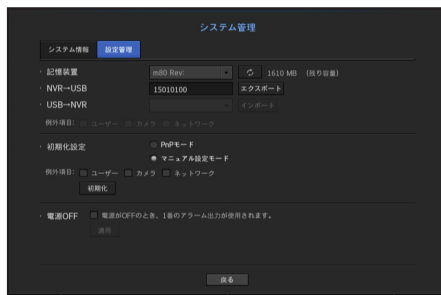 システム管理
システム情報 設定管理
記憶装置 m80 Rev: 1610 MB (残り容量)
NVR→USB 15010100 エクスポート
USB→NVR インポート
例外項目: ユーザー カメラ ネットワーク
初期化設定 PnPモード
マニュアル設定モード
例外項目: ユーザー カメラ ネットワーク
初期化
電源OFF 電源がOFFのとき、1番のアラーム出力が使用されます。
適用
戻る